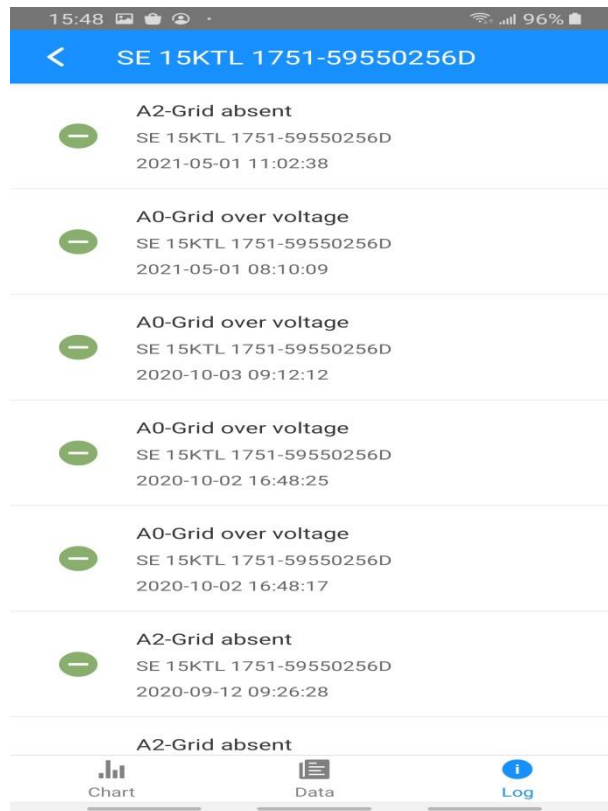 15:48 96%
SE 15KTL 1751-59550256D
A2-Grid absent
SE 15KTL 1751-59550256D
2021-05-01 11:02:38
A0-Grid over voltage
SE 15KTL 1751-59550256D
2021-05-01 08:10:09
A0-Grid over voltage
SE 15KTL 1751-59550256D
2020-10-03 09:12:12
A0-Grid over voltage
SE 15KTL 1751-59550256D
2020-10-02 16:48:25
A0-Grid over voltage
SE 15KTL 1751-59550256D
2020-10-02 16:48:17
A2-Grid absent
SE 15KTL 1751-59550256D
2020-09-12 09:26:28
A2-Grid absent
Chart Data Log